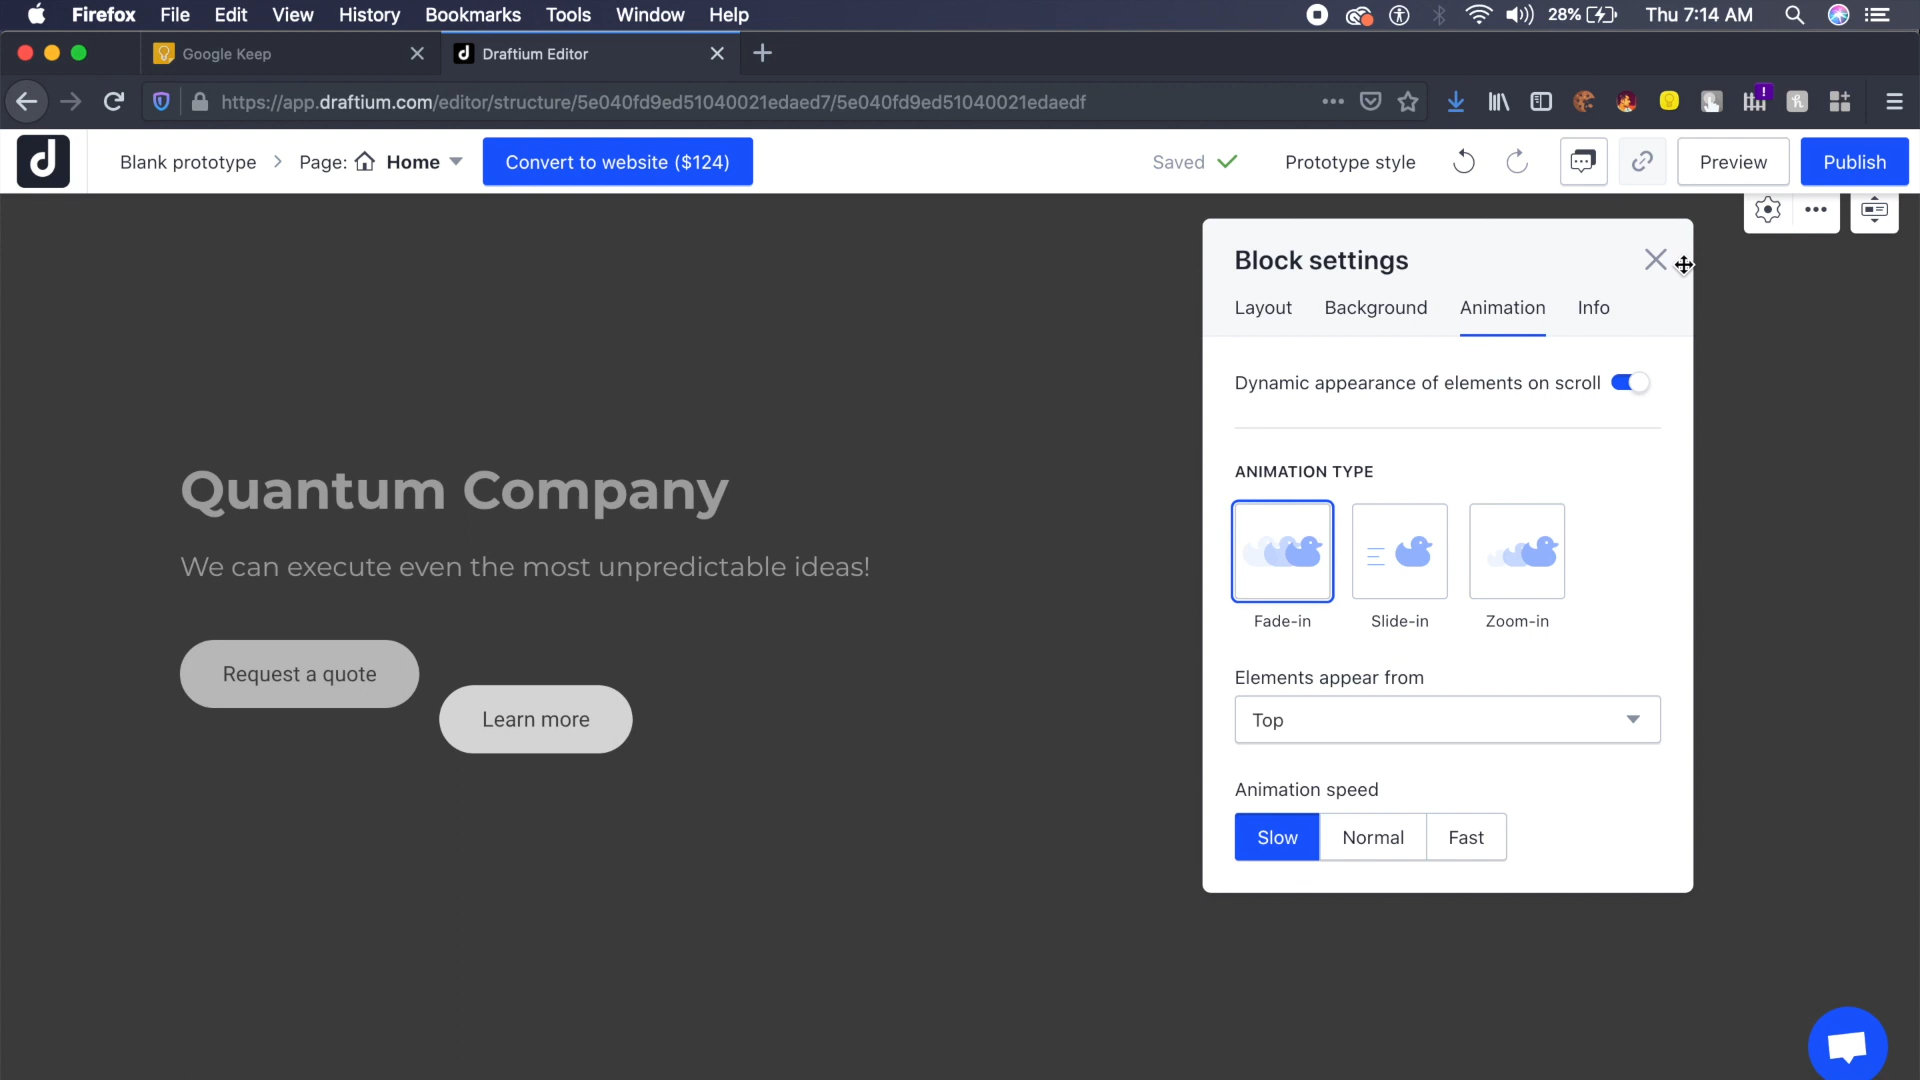 Firefox File Edit View History Bookmarks Tools Window Help 28% Thu 7:14 AM
Google Keep Draftium Editor
https://app.draftium.com/editor/structure/5e040fd9ed51040021edaed7/5e040fd9ed51040021edaedf
d Blank prototype > Page: Home Convert to website ($124) Saved Prototype style Preview Publish
Block settings
Layout Background Animation Info
Dynamic appearance of elements on scroll
ANIMATION TYPE
Quantum Company
We can execute even the most unpredictable ideas!
Fade-in Slide-in Zoom-in
Request a quote
Elements appear from
Learn more
Top
Animation speed
Slow Normal Fast